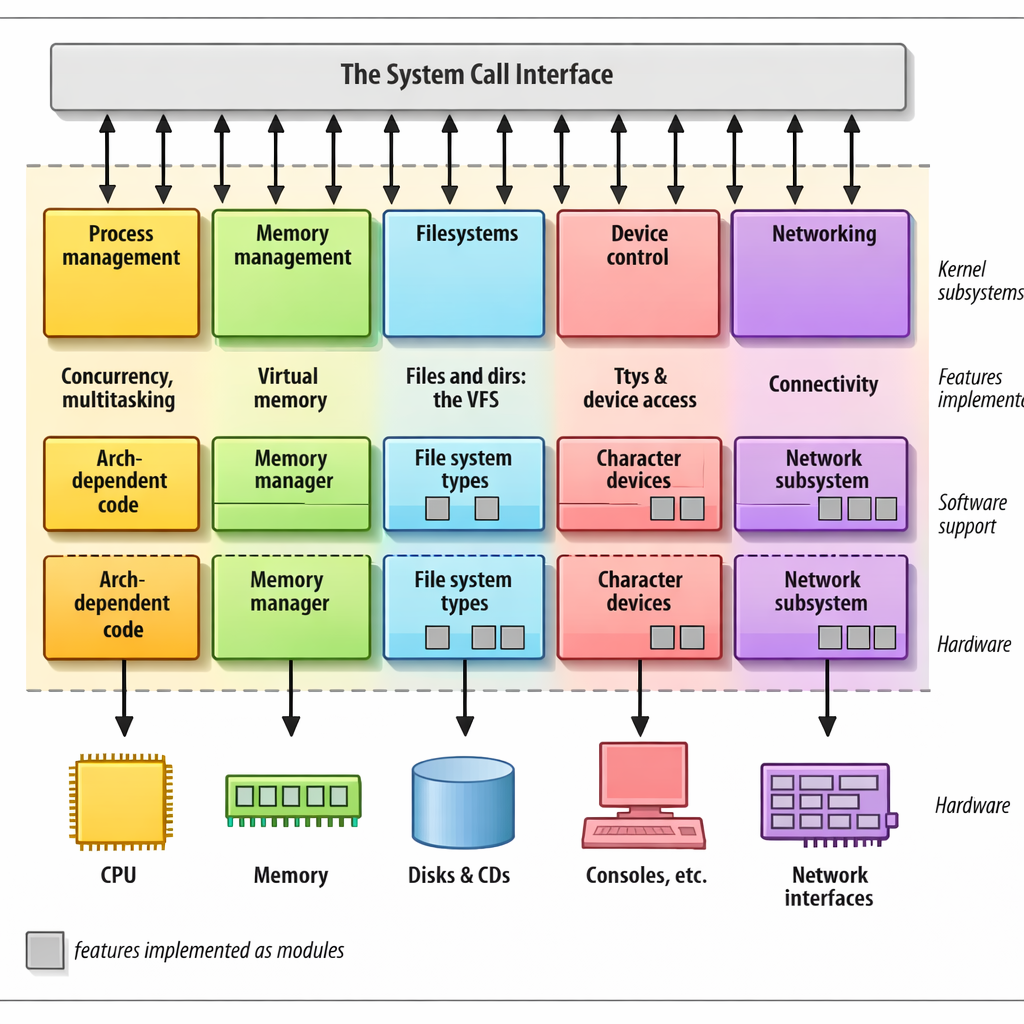 The System Call Interface
Process
management
Memory
management
Filesystems
Device
control
Networking
Kernel
subsystems
Concurrency,
multitasking
Virtual
memory
Files and dirs:
the VFS
Ttys &
device access
Connectivity
Features
implemente
Arch-
dependent
code
Memory
manager
File system
types
Character
devices
Network
subsystem
Software
support
Arch-
dependent
code
Memory
manager
File system
types
Character
devices
Network
subsystem
Hardware
Hardware
CPU
Memory
Disks & CDs
Consoles, etc.
Network
interfaces
features implemented as modules